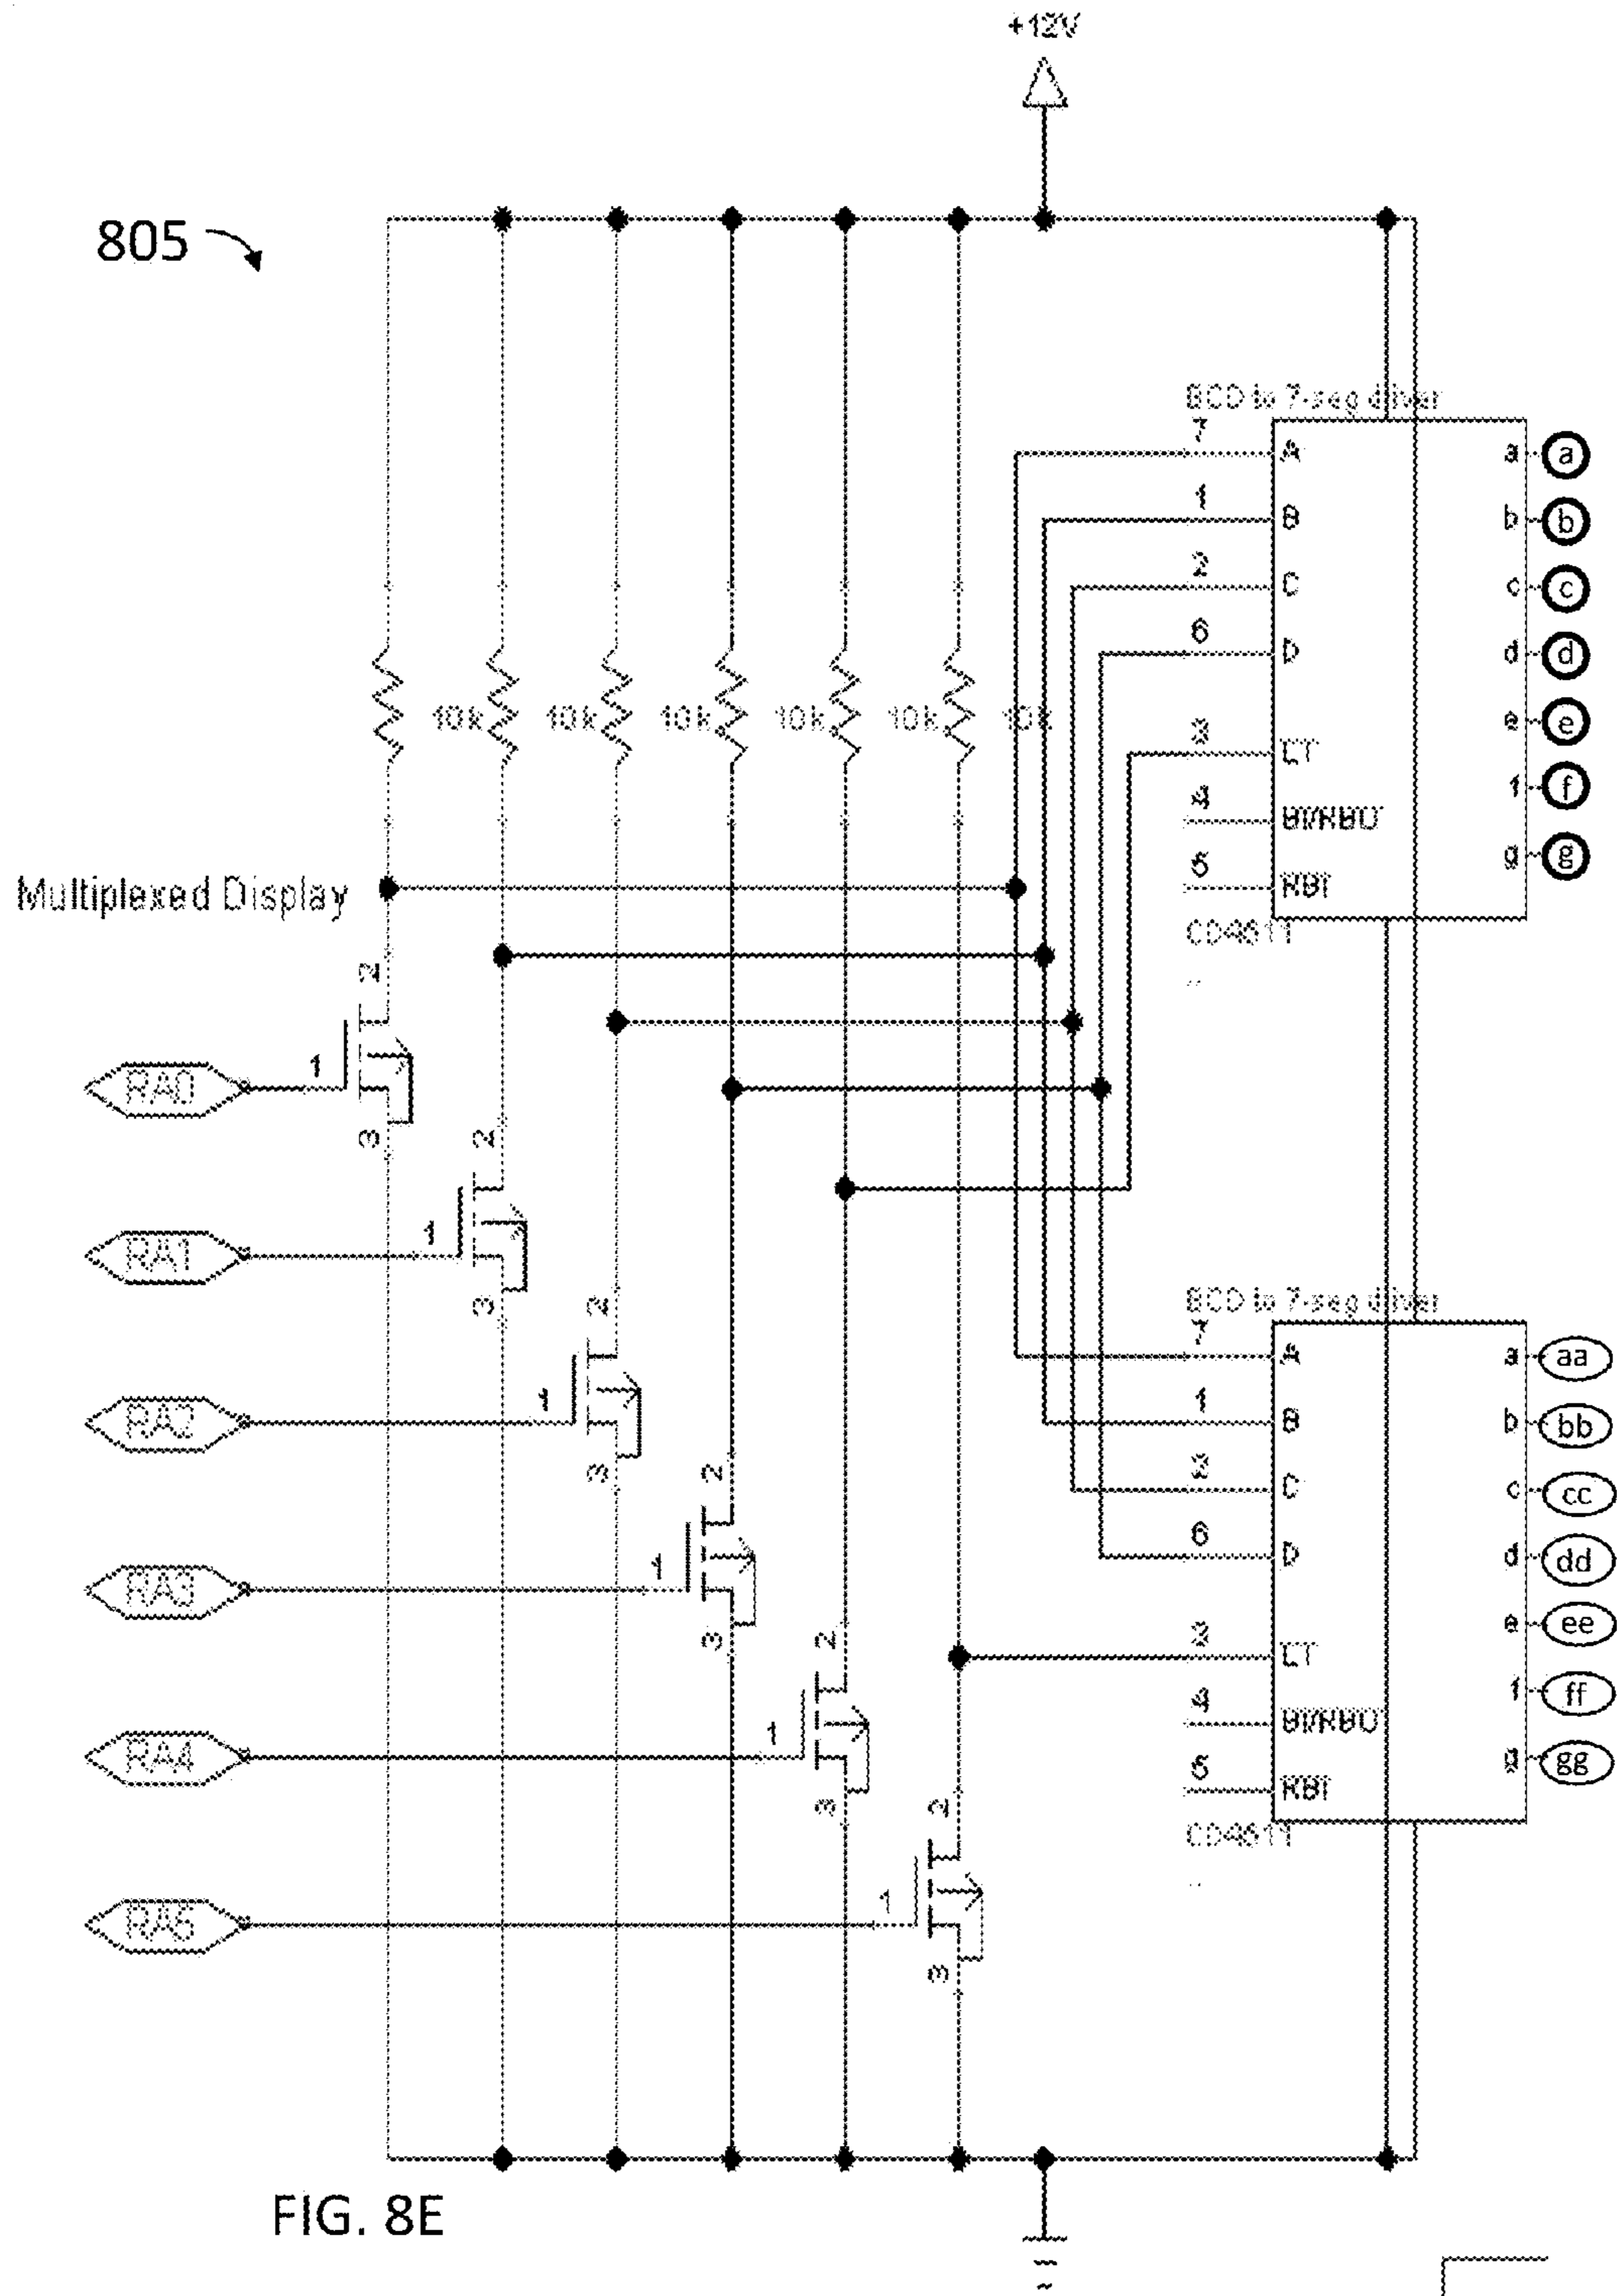 +12V
805
BCD to 7-seg driver
7 A a a
1 B b b
2 C c c
6 D d d
e e
10k 10k 10k 10k 10k 10k
3 LT
f f
4 BI/RBO
g g
5 RBI
Multiplexed Display
CD4511
2
1
RA0
3
2
1
RA1
3
2
BCD to 7-seg driver
7 A a aa
1
RA2
1 B b bb
3
2
2 C c cc
6 D d dd
1
RA3
3
2
e ee
3 LT
f ff
4 BI/RBO
1
RA4
g gg
5 RBI
3
2
CD4511
1
RA5
3
FIG. 8E